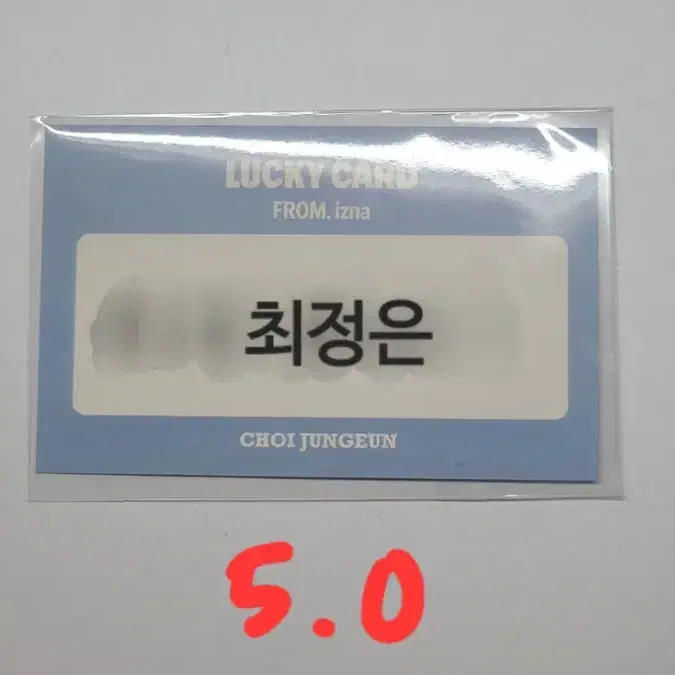 LUCKY CARD
FROM. izna
최정은
CHOI JUNGEUN
5.0